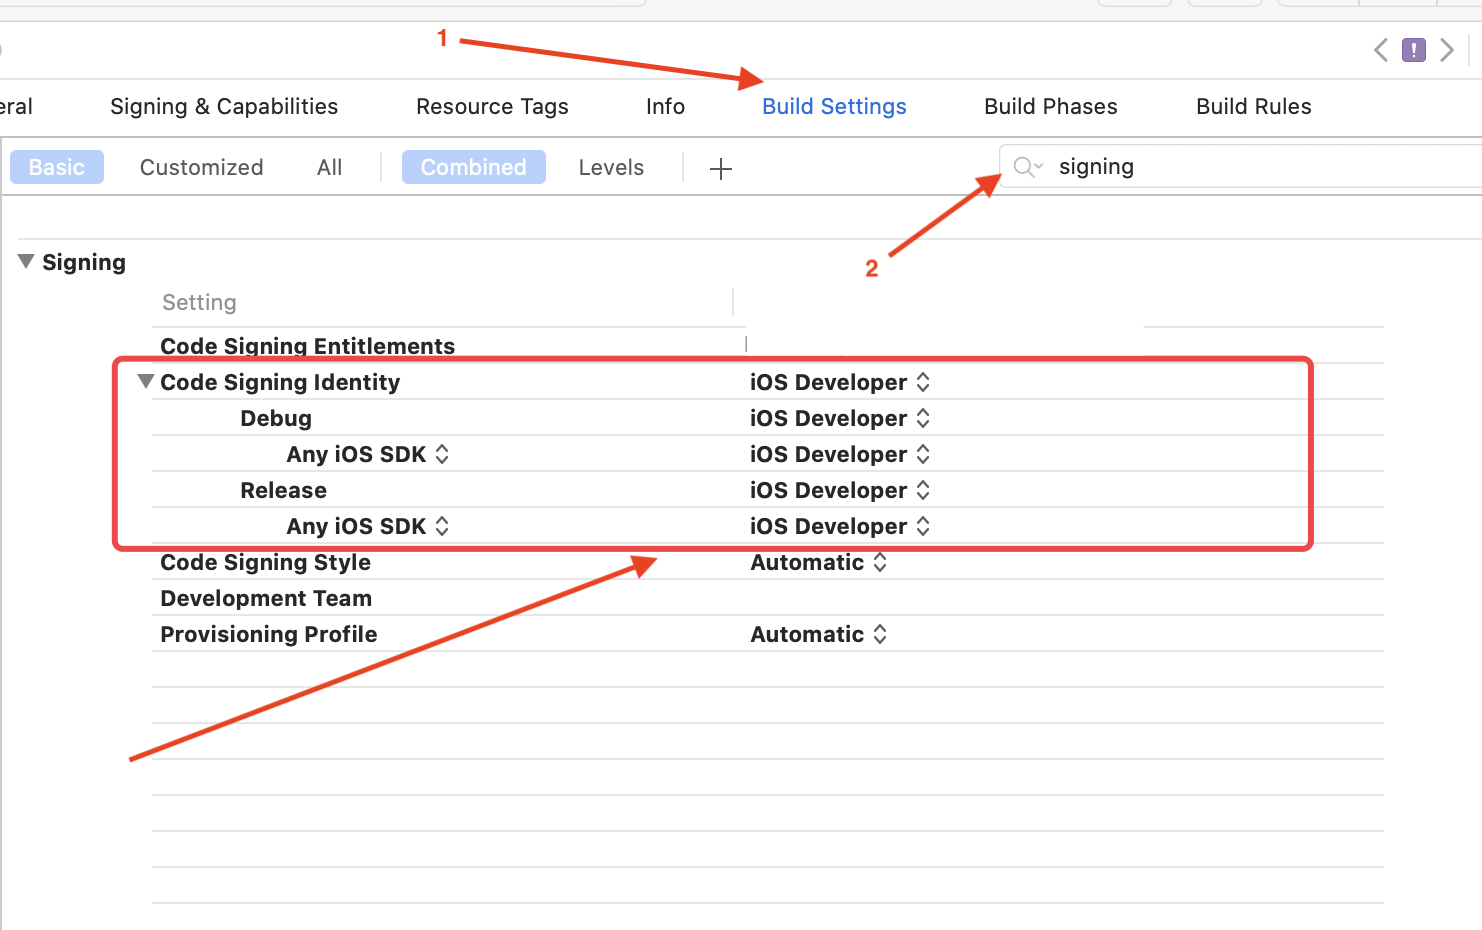 1
eral Signing & Capabilities Resource Tags Info Build Settings Build Phases Build Rules
Basic Customized All Combined Levels + signing
2
Signing
Setting
Code Signing Entitlements
Code Signing Identity iOS Developer
Debug iOS Developer
Any iOS SDK iOS Developer
Release iOS Developer
Any iOS SDK iOS Developer
Code Signing Style Automatic
Development Team
Provisioning Profile Automatic